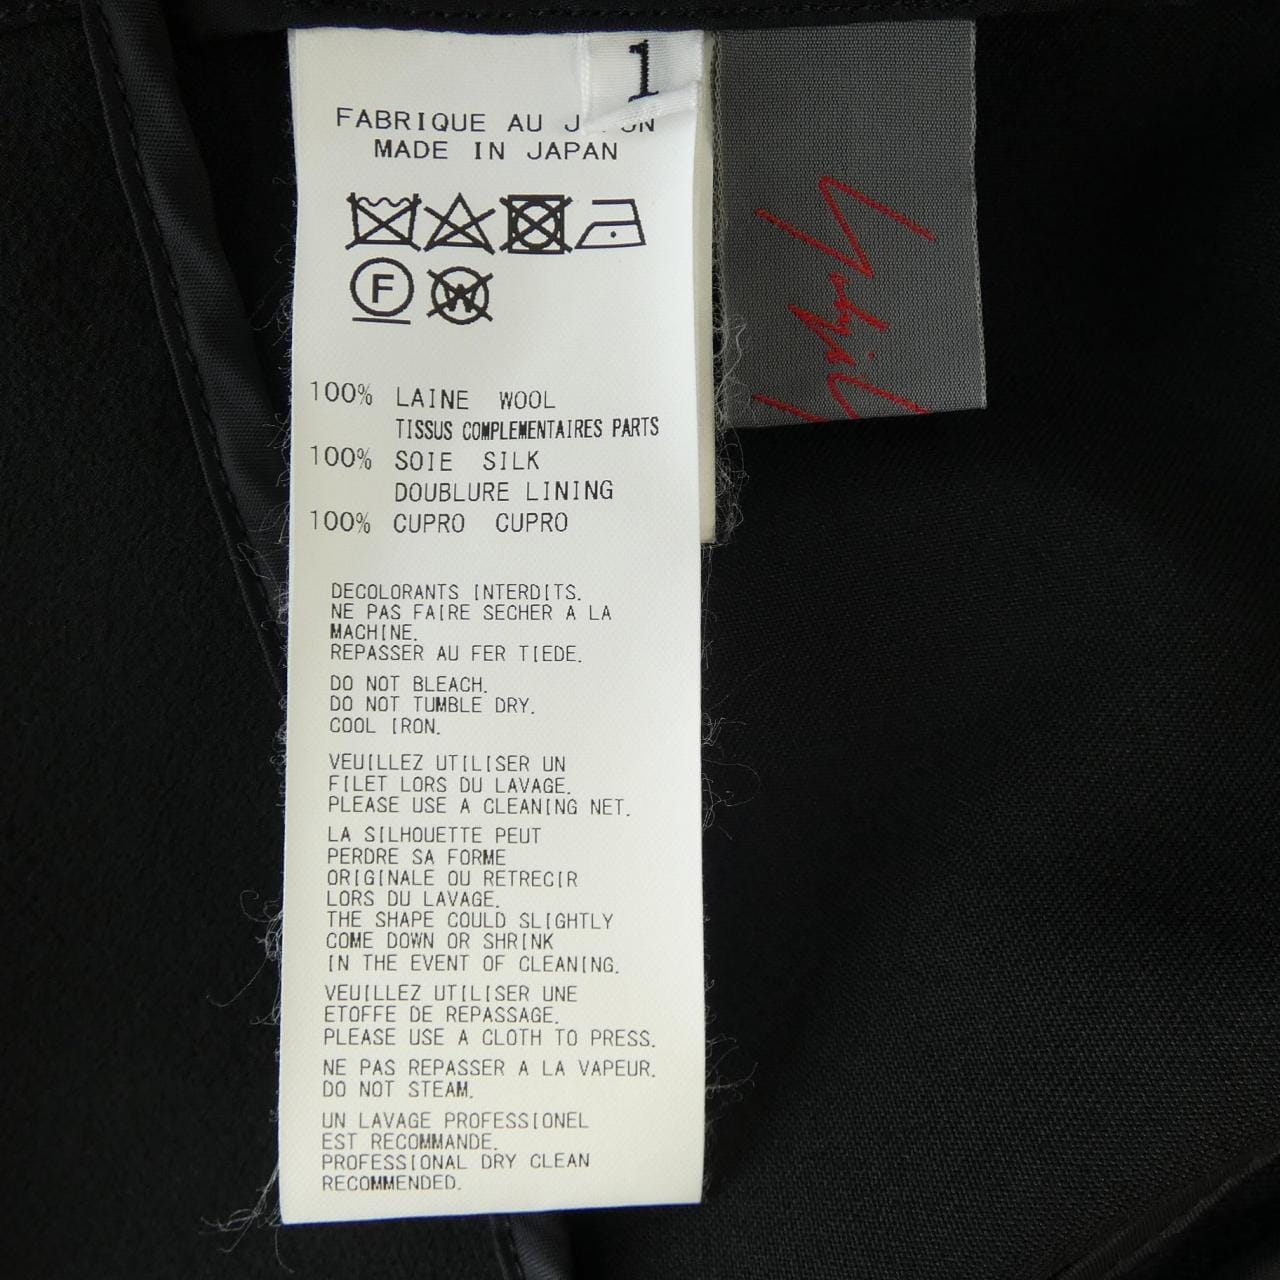 1
FABRIQUE AU
MADE IN JAPAN
F
W
100% LAINE WOOL
TISSUS COMPLEMENTAIRES PARTS
100% SOIE SILK
DOUBLURE LINING
100% CUPRO CUPRO
DECOLORANTS INTERDITS.
NE PAS FAIRE SECHER A LA
MACHINE.
REPASSER AU FER TIEDE.
DO NOT BLEACH.
DO NOT TUMBLE DRY.
COOL IRON.
VEUILLEZ UTILISER UN
FILET LORS DU LAVAGE.
PLEASE USE A CLEANING NET.
LA SILHOUETTE PEUT
PERDRE SA FORME
ORIGINALE OU RETRECIR
LORS DU LAVAGE.
THE SHAPE COULD SLIGHTLY
COME DOWN OR SHRINK
IN THE EVENT OF CLEANING.
VEUILLEZ UTILISER UNE
ETOFFE DE REPASSAGE.
PLEASE USE A CLOTH TO PRESS.
NE PAS REPASSER A LA VAPEUR.
DO NOT STEAM.
UN LAVAGE PROFESSIONEL
EST RECOMMANDE.
PROFESSIONAL DRY CLEAN
RECOMMENDED.